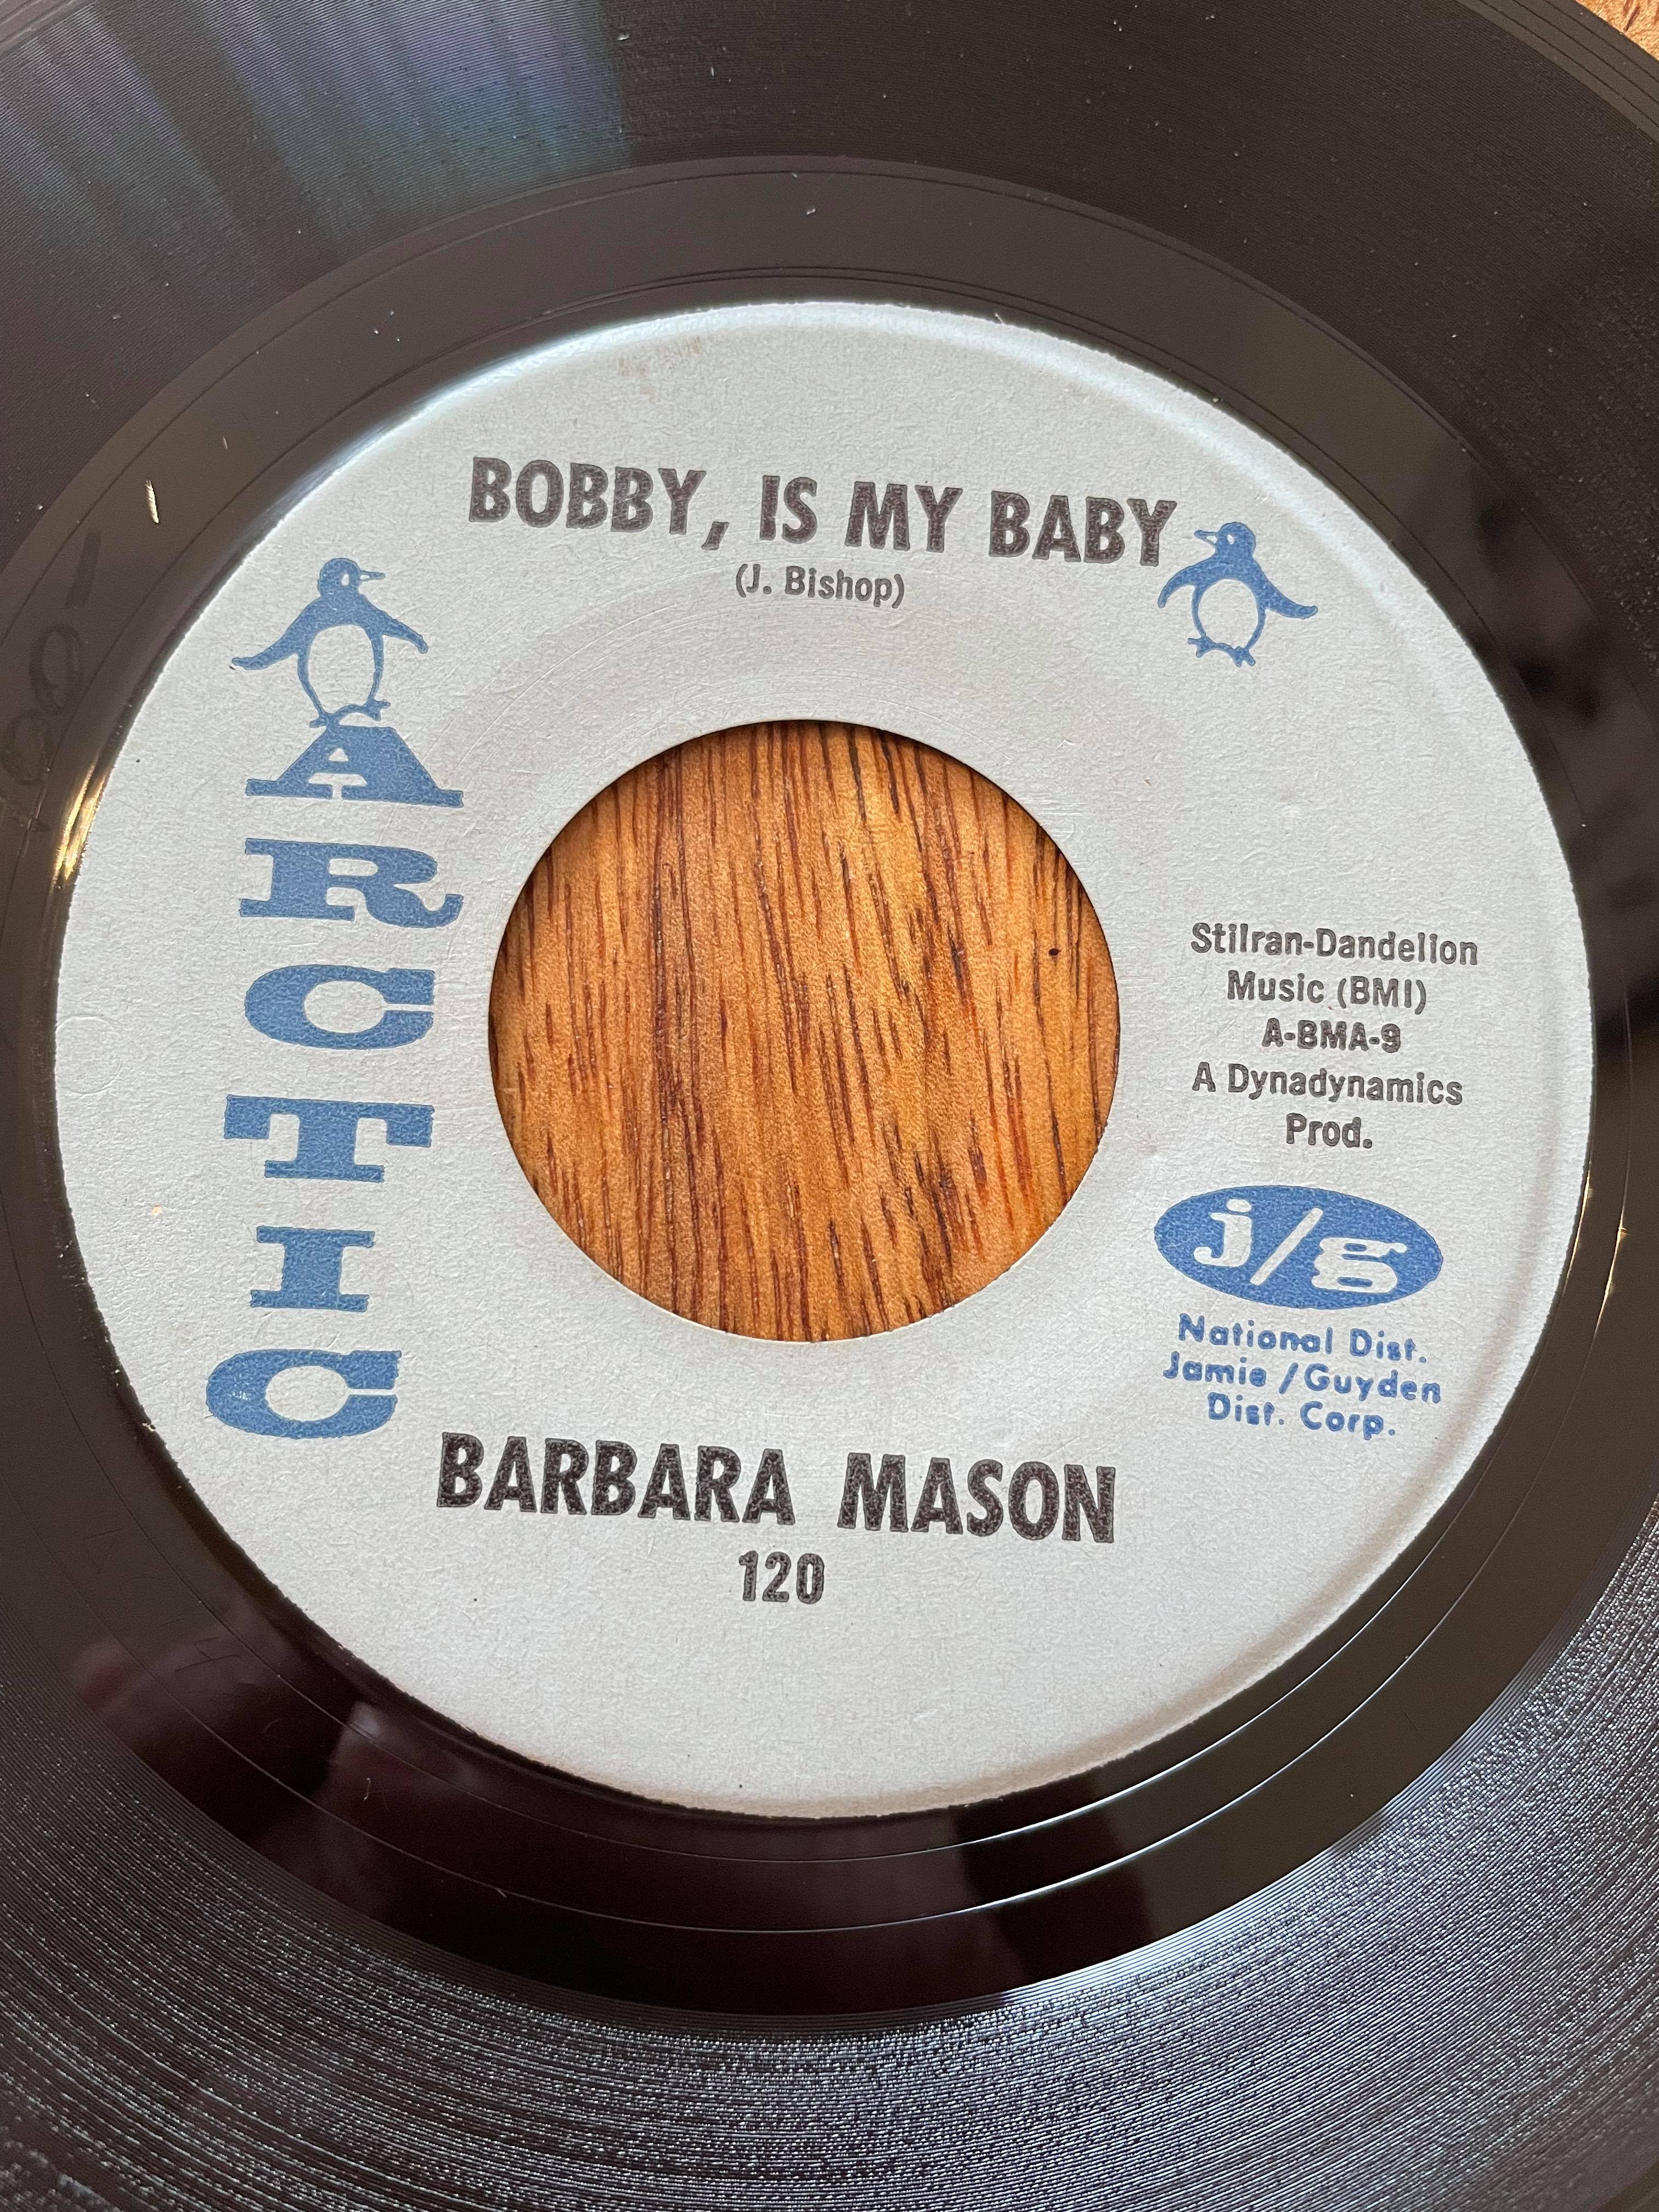 BOBBY, IS MY BABY
(J. Bishop)
ARCTIC
Stilran-Dandelion
Music (BMI)
A-BMA-9
A Dynadynamics
Prod.
j/g
National Dist.
Jamie/Guyden
Dist. Corp.
BARBARA MASON
120